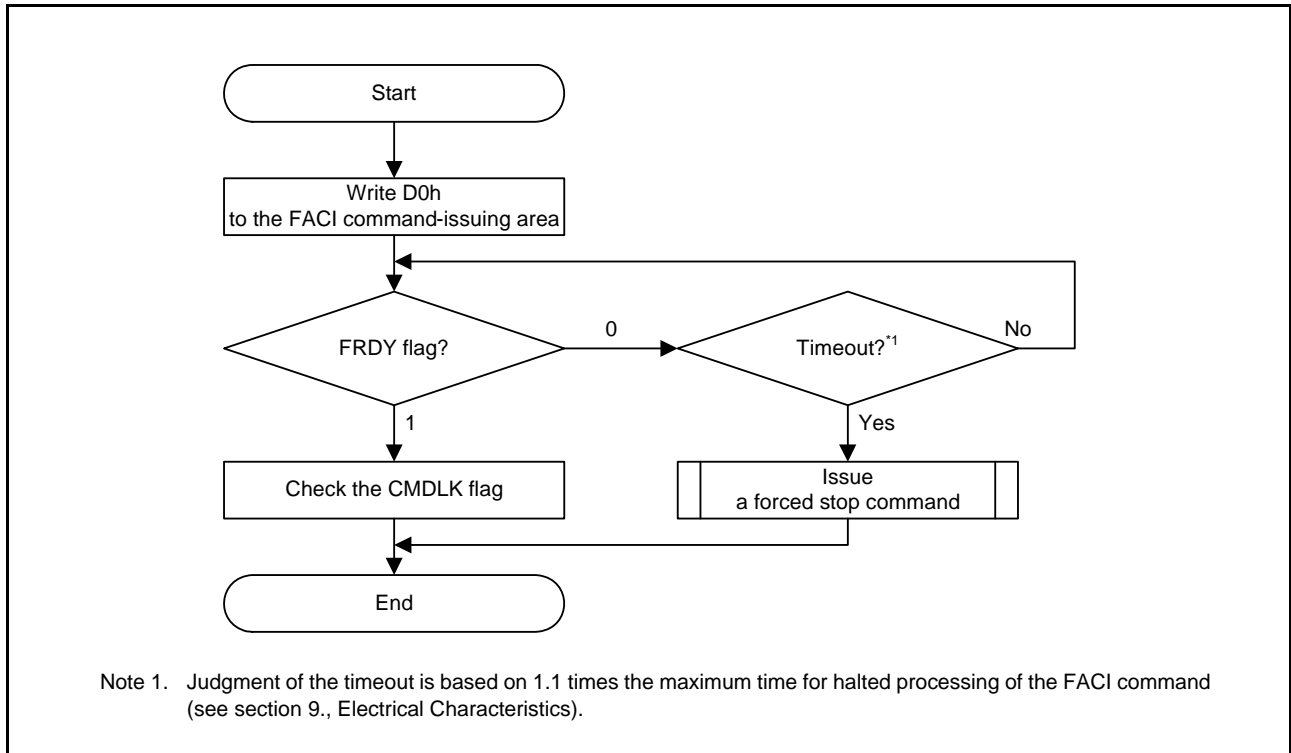 Start
Write D0h
to the FACI command-issuing area
FRDY flag?
0
Timeout?*1
No
1
Yes
Check the CMDLK flag
Issue
a forced stop command
End
Note 1. Judgment of the timeout is based on 1.1 times the maximum time for halted processing of the FACI command
(see section 9., Electrical Characteristics).